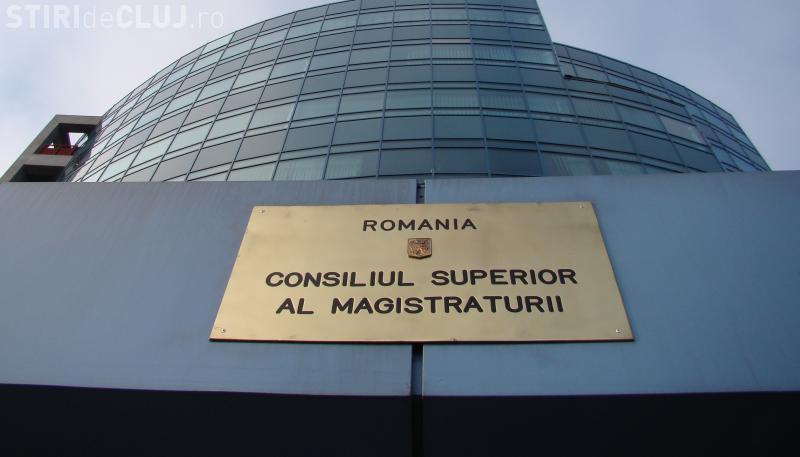 STIRIdeCLUJ.ro
ROMANIA
CONSILIUL SUPERIOR
AL MAGISTRATURII